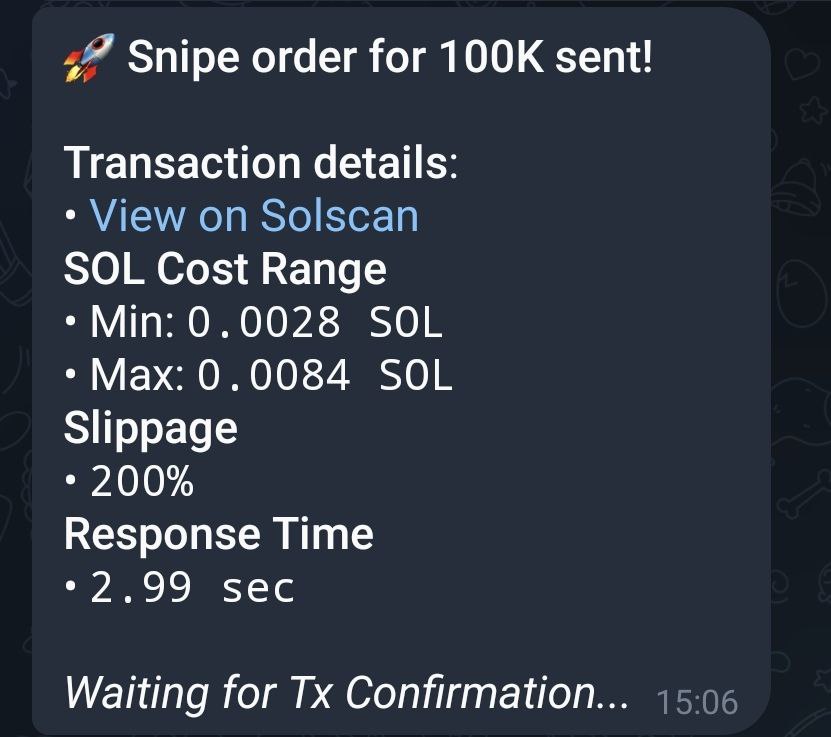 🚀 Snipe order for 100K sent!
Transaction details:
• View on Solscan
SOL Cost Range
• Min: 0.0028 SOL
• Max: 0.0084 SOL
Slippage
• 200%
Response Time
• 2.99 sec
Waiting for Tx Confirmation... 15:06